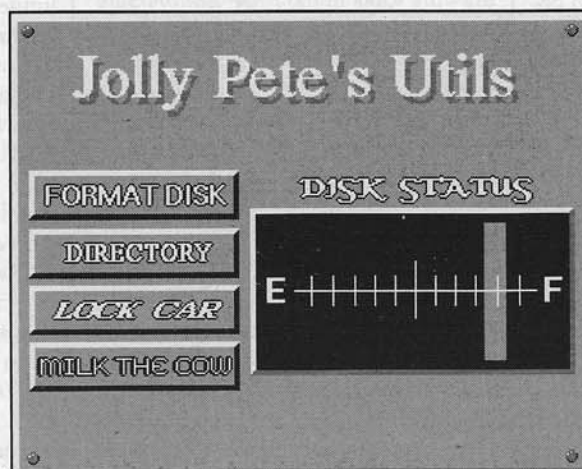 Jolly Pete's Utils
FORMAT DISK
DIRECTORY
LOCK CAR
MILK THE COW
DISK STATUS
E F